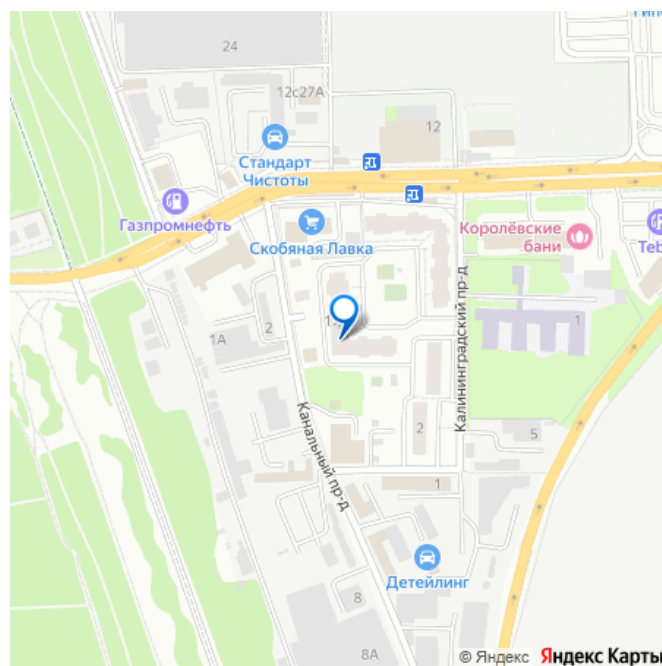 24
12с27А
12
Стандарт
Чистоты
Газпромнефть
Скобяная Лавка
Королёвские
бани
Teb
1А
2
1
Калининградский пр-д
2
5
Канальный пр-д
1
Детейлинг
8
8А
© Яндекс Яндекс Карты